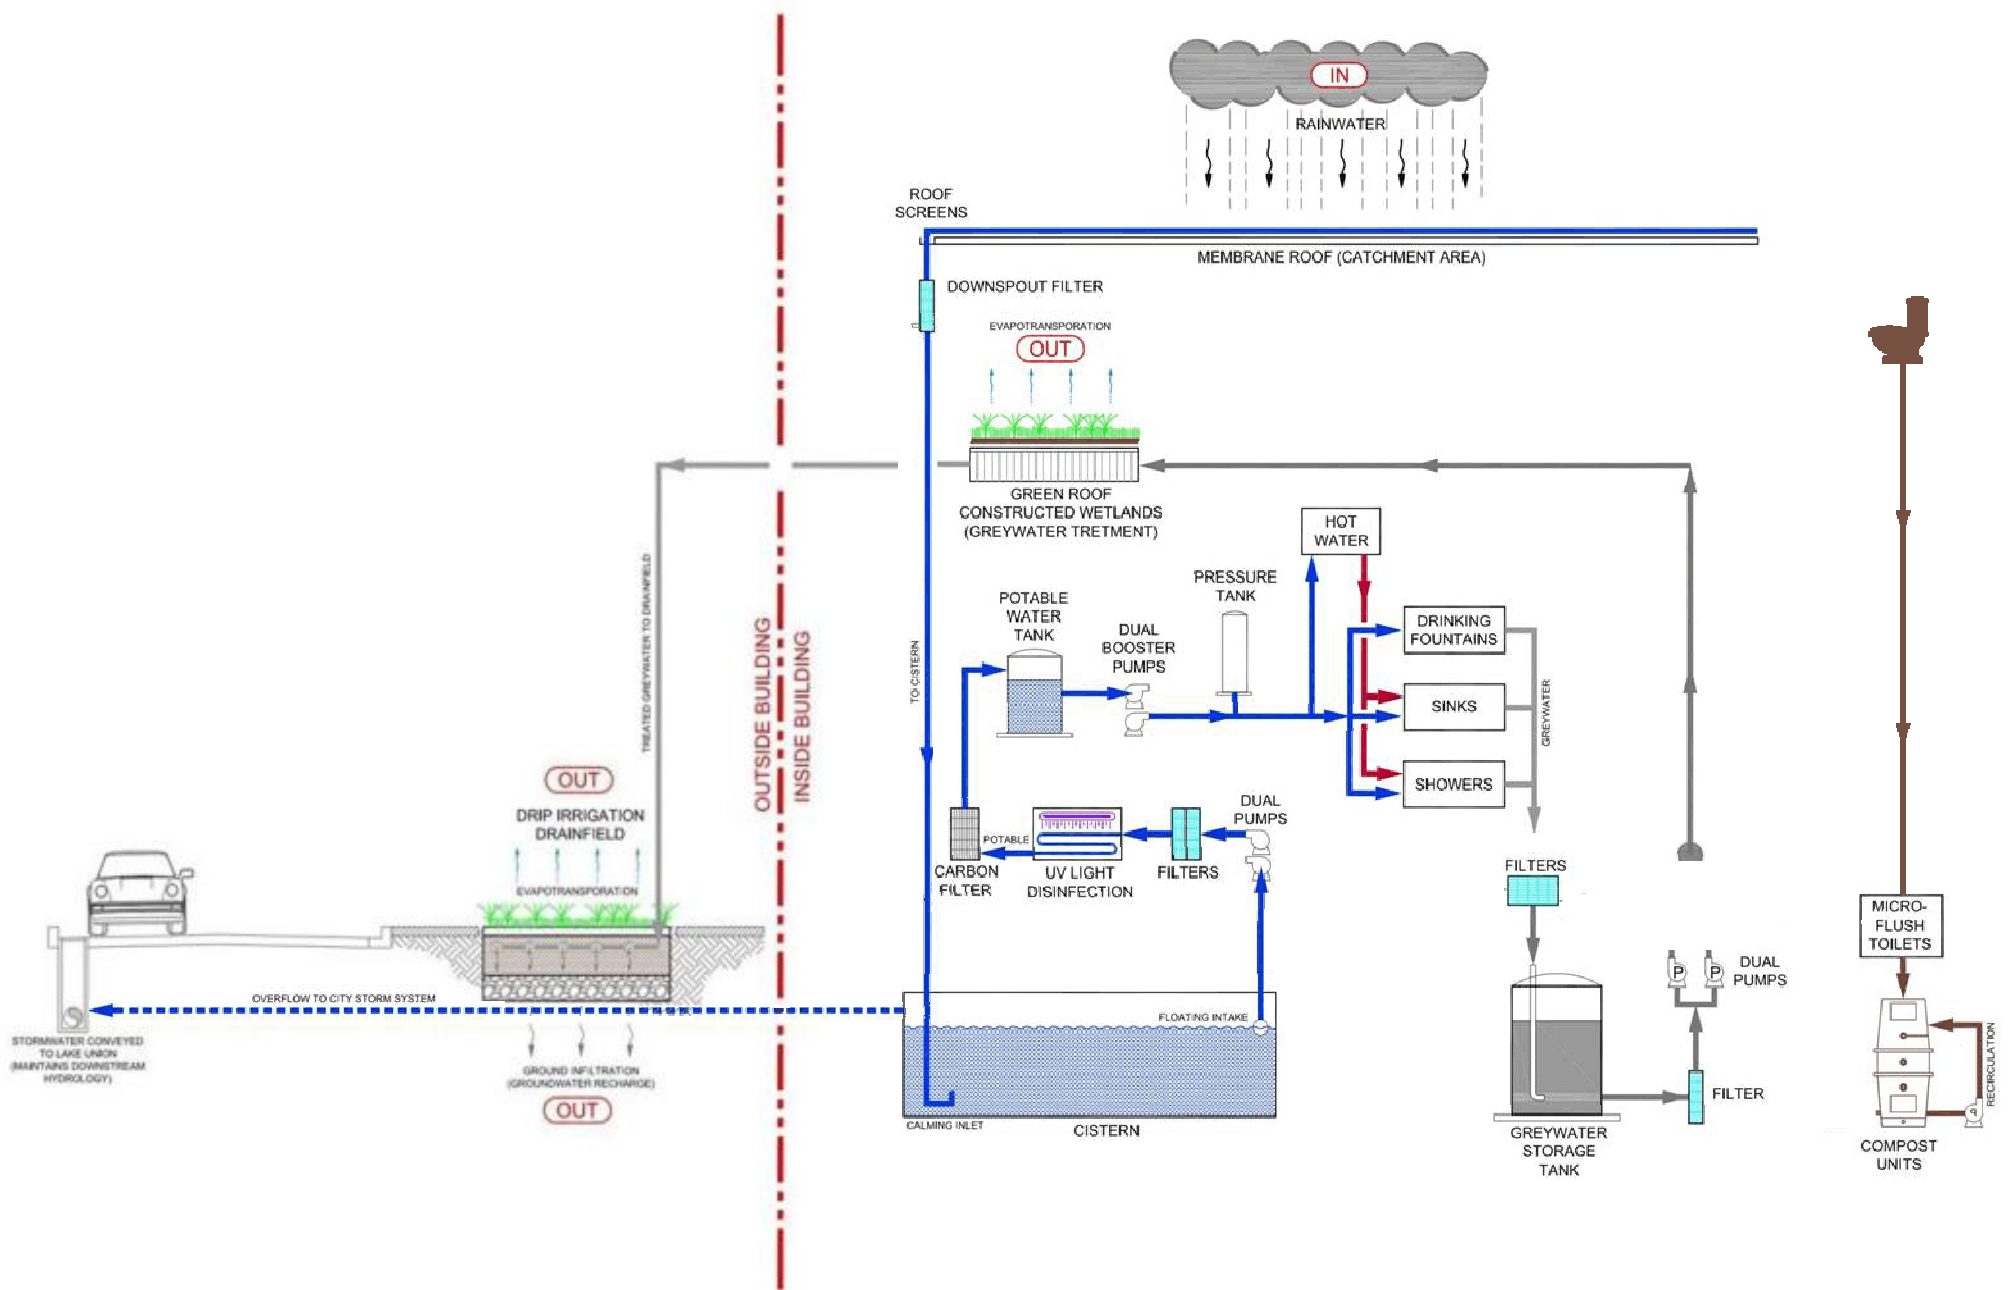 IN
RAINWATER
ROOF
SCREENS
MEMBRANE ROOF (CATCHMENT AREA)
DOWNSPOUT FILTER
EVAPOTRANSPORATION
OUT
GREEN ROOF
CONSTRUCTED WETLANDS
(GREYWATER TRETMENT)
HOT
WATER
PRESSURE
TANK
POTABLE
WATER
TANK
DUAL
BOOSTER
PUMPS
DRINKING
FOUNTAINS
SINKS
SHOWERS
GREYWATER
TO CISTERN
TREATED GREYWATER TO DRAINFIELD
OUTSIDE BUILDING
INSIDE BUILDING
OUT
DRIP IRRIGATION
DRAINFIELD
EVAPOTRANSPORATION
DUAL
PUMPS
POTABLE
CARBON
FILTER
UV LIGHT
DISINFECTION
FILTERS
FILTERS
MICRO-
FLUSH
TOILETS
P
P
DUAL
PUMPS
OVERFLOW TO CITY STORM SYSTEM
FLOATING INTAKE
STORMWATER CONVEYED
TO LAKE UNION
(MAINTAINS DOWNSTREAM
HYDROLOGY)
GROUND INFILTRATION
(GROUNDWATER RECHARGE)
OUT
CALMING INLET
CISTERN
FILTER
GREYWATER
STORAGE
TANK
RECIRCULATION
COMPOST
UNITS